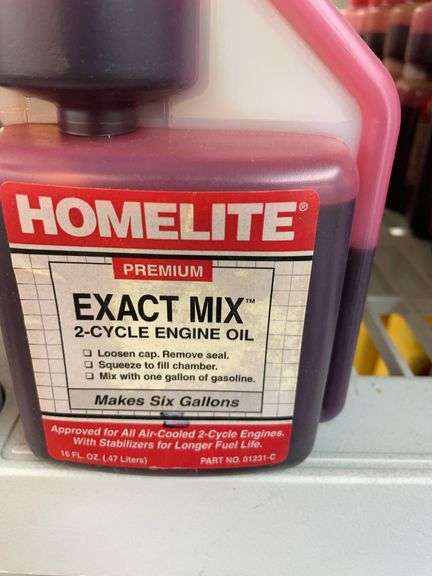 HOMELITE®
PREMIUM
EXACT MIX™
2-CYCLE ENGINE OIL
❑ Loosen cap. Remove seal.
❑ Squeeze to fill chamber.
❑ Mix with one gallon of gasoline.
Makes Six Gallons
Approved for All Air-Cooled 2-Cycle Engines.
With Stabilizers for Longer Fuel Life.
16 FL. OZ. (.47 Liters) PART NO. 01231-C